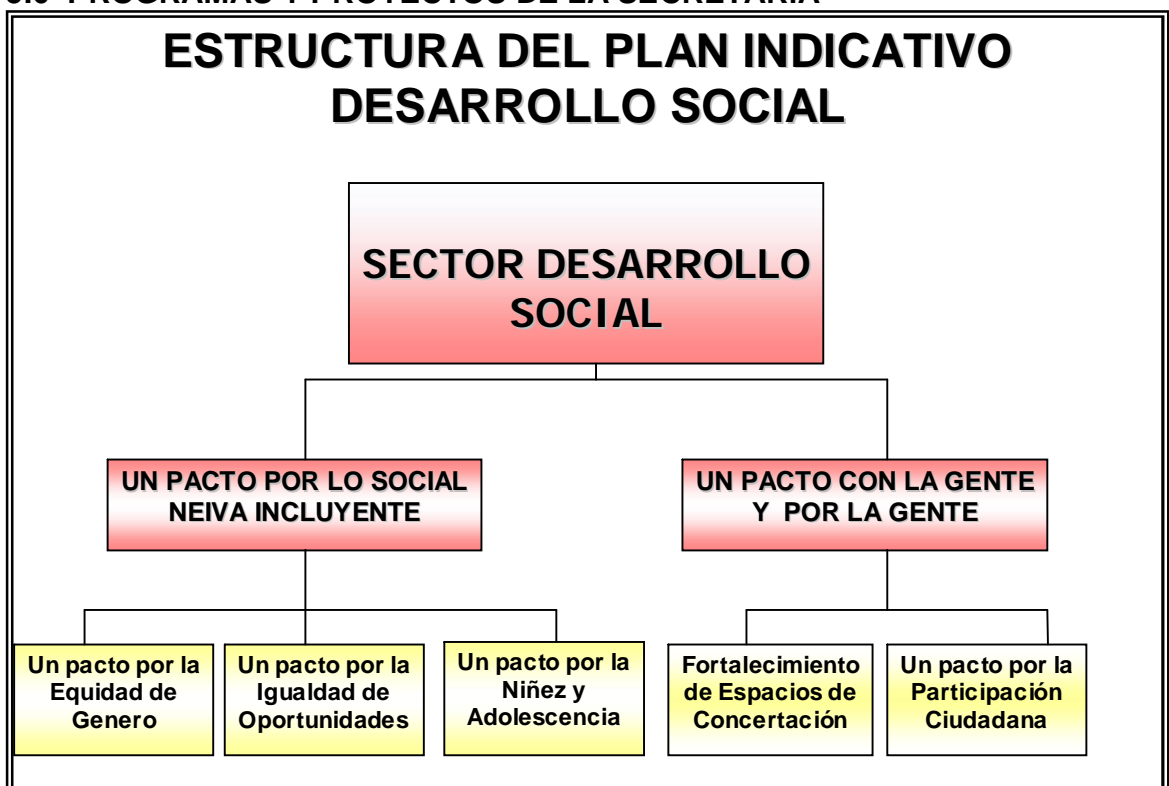 ESTRUCTURA DEL PLAN INDICATIVO
DESARROLLO SOCIAL
SECTOR DESARROLLO
SOCIAL
UN PACTO POR LO SOCIAL
NEIVA INCLUYENTE
UN PACTO CON LA GENTE
Y POR LA GENTE
Un pacto por la
Equidad de
Genero
Un pacto por la
Igualdad de
Oportunidades
Un pacto por la
Niñez y
Adolescencia
Fortalecimiento
de Espacios de
Concertación
Un pacto por la
Participación
Ciudadana